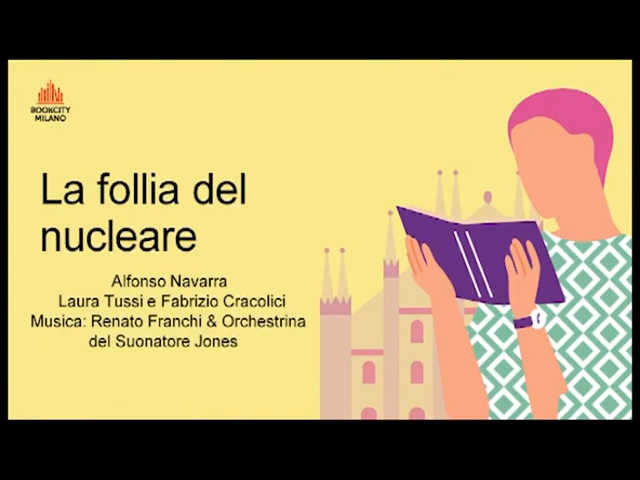 BOOKCITY
MILANO
La follia del
nucleare
Alfonso Navarra
Laura Tussi e Fabrizio Cracolici
Musica: Renato Franchi & Orchestrina
del Suonatore Jones